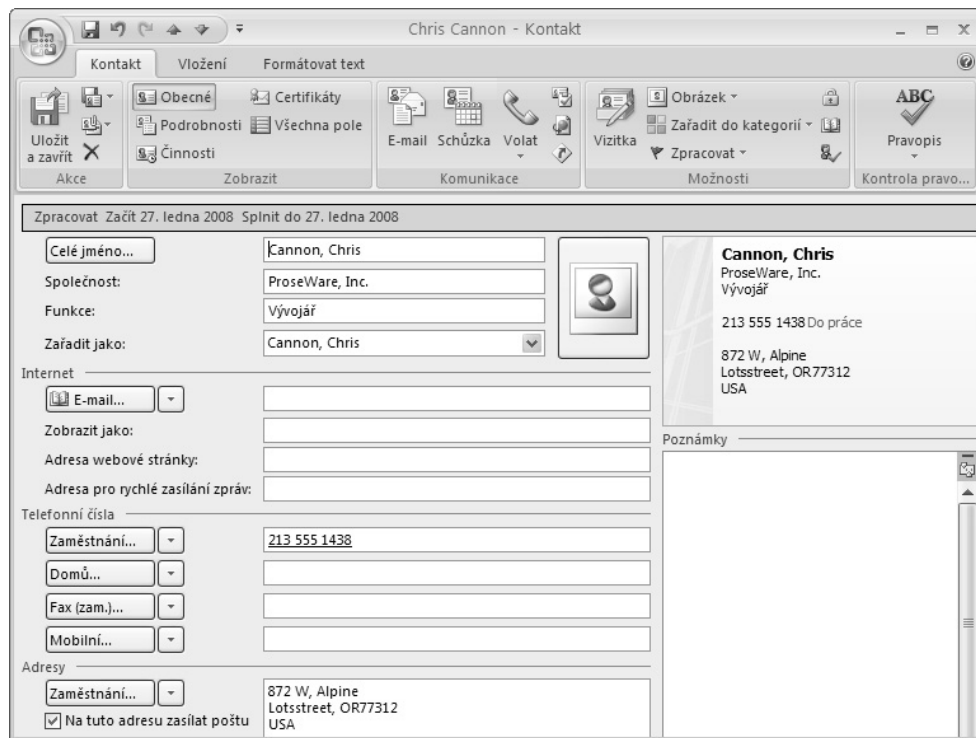 Chris Cannon - Kontakt
Kontakt Vložení Formátovat text
Uložit a zavřít
Obecné
Podrobnosti
Činnosti
Certifikáty
Všechna pole
E-mail
Schůzka
Volat
Vizitka
Obrázek
Zařadit do kategorií
Zpracovat
ABC
Pravopis
Akce Zobrazit Komunikace Možnosti Kontrola pravo...
Zpracovat Začít 27. ledna 2008 Splnit do 27. ledna 2008
Celé jméno... Cannon, Chris
Společnost: ProseWare, Inc.
Funkce: Vývojář
Zařadit jako: Cannon, Chris
Cannon, Chris
ProseWare, Inc.
Vývojář
213 555 1438 Do práce
872 W, Alpine
Lotsstreet, OR77312
USA
Internet
E-mail...
Zobrazit jako:
Adresa webové stránky:
Adresa pro rychlé zasílání zpráv:
Poznámky
Telefonní čísla
Zaměstnání... 213 555 1438
Domů...
Fax (zam.)...
Mobilní...
Adresy
Zaměstnání... 872 W, Alpine
Lotsstreet, OR77312
Na tuto adresu zasílat poštu USA